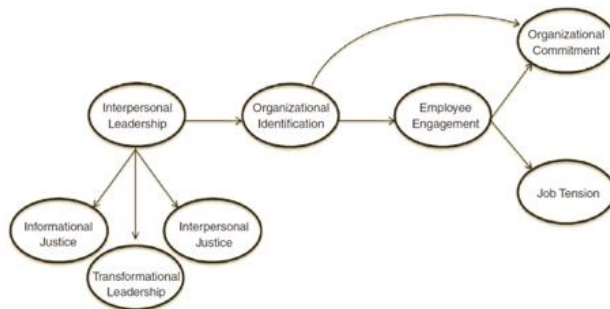 Organizational
Commitment
Interpersonal
Leadership
Organizational
Identification
Employee
Engagement
Job Tension
Informational
Justice
Interpersonal
Justice
Transformational
Leadership